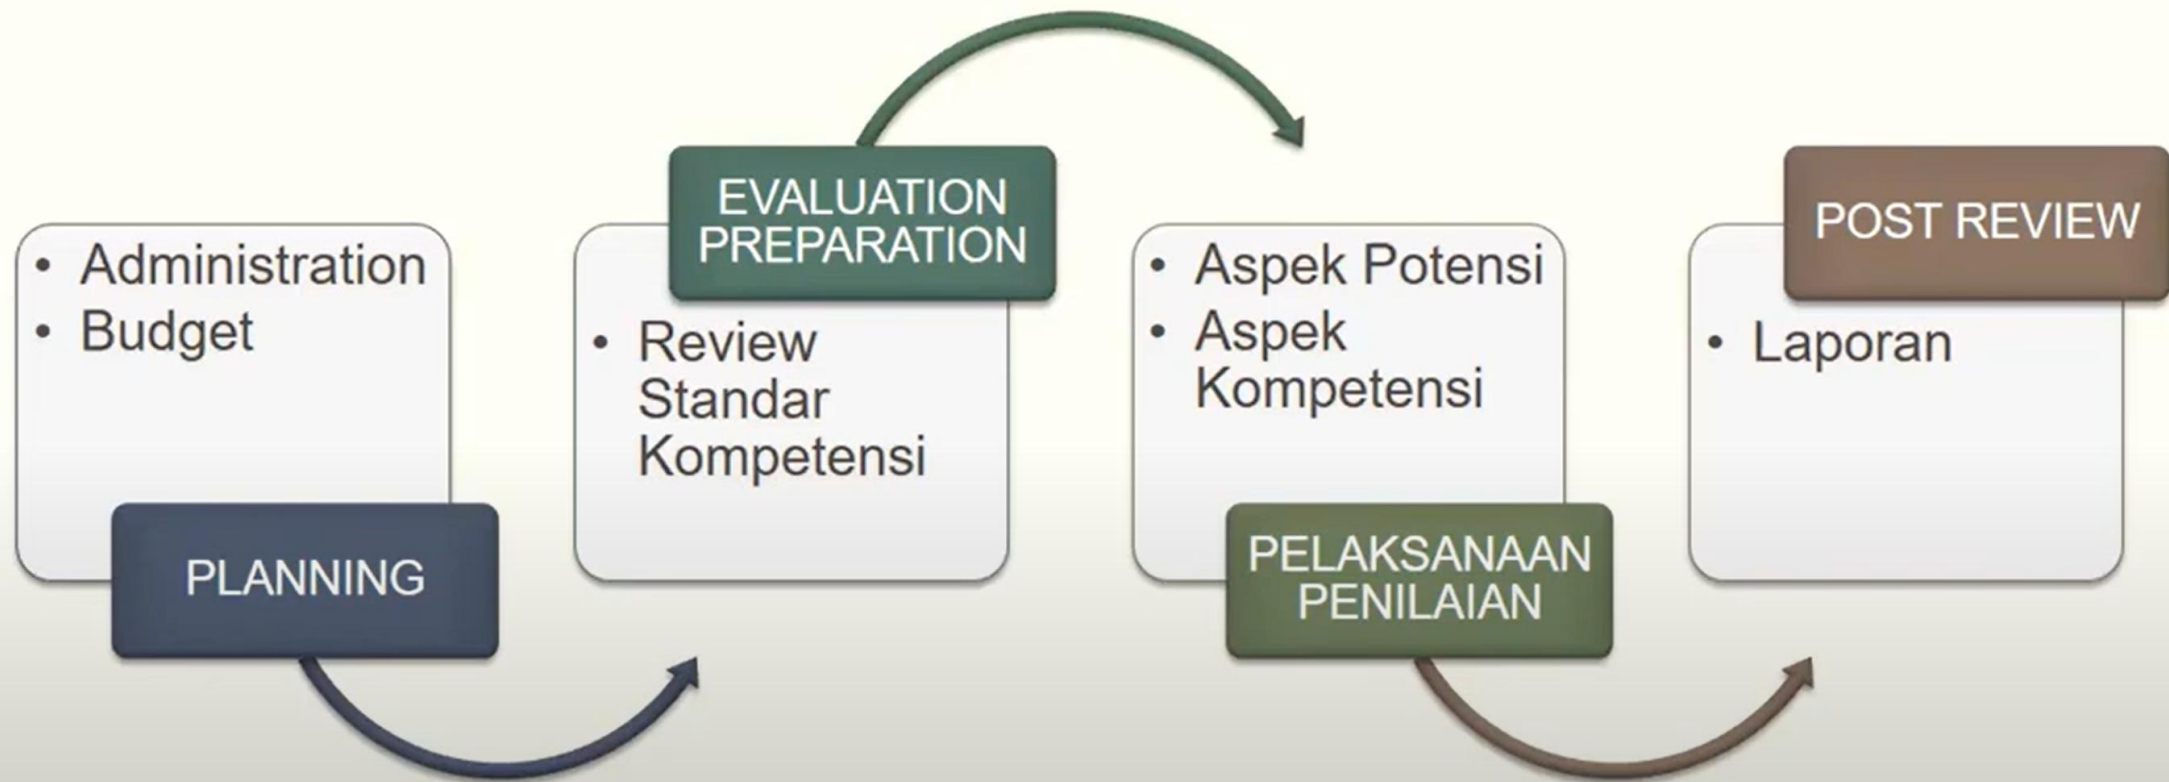 • Administration
• Budget
PLANNING
EVALUATION
PREPARATION
• Review
Standar
Kompetensi
• Aspek Potensi
• Aspek
Kompetensi
PELAKSANAAN
PENILAIAN
POST REVIEW
• Laporan